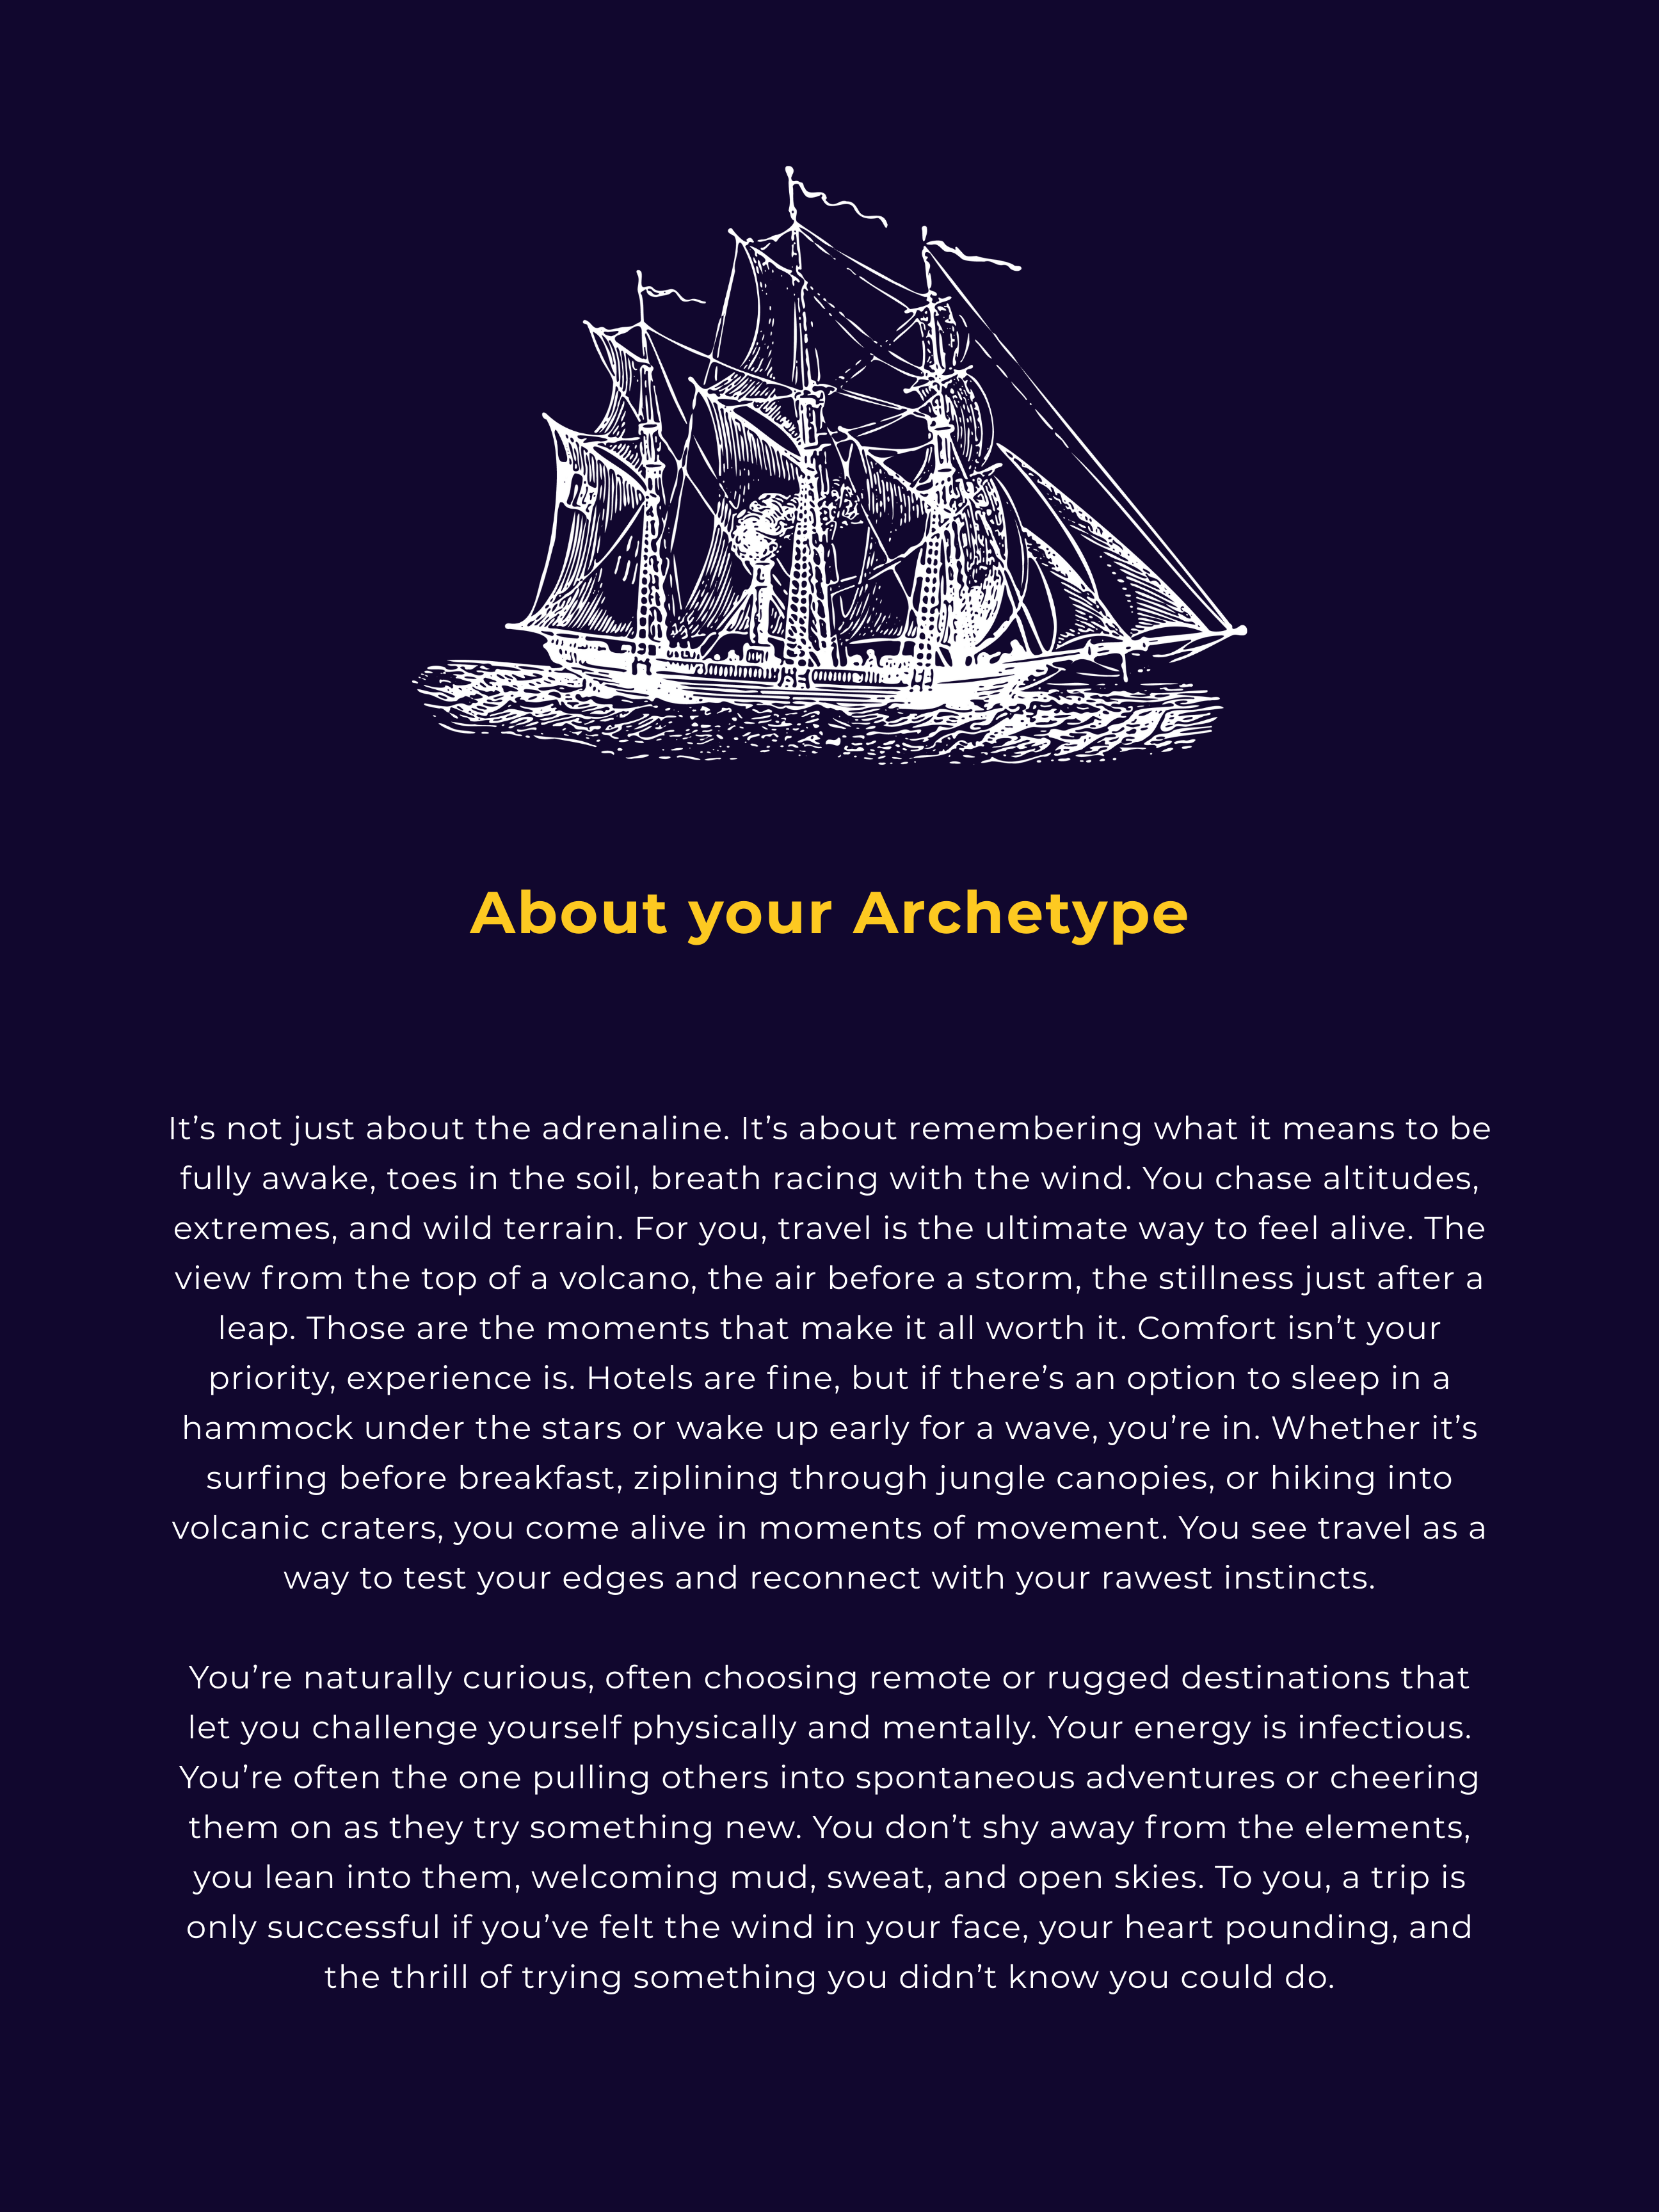 About your Archetype
It’s not just about the adrenaline. It’s about remembering what it means to be
fully awake, toes in the soil, breath racing with the wind. You chase altitudes,
extremes, and wild terrain. For you, travel is the ultimate way to feel alive. The
view from the top of a volcano, the air before a storm, the stillness just after a
leap. Those are the moments that make it all worth it. Comfort isn’t your
priority, experience is. Hotels are fine, but if there’s an option to sleep in a
hammock under the stars or wake up early for a wave, you’re in. Whether it’s
surfing before breakfast, ziplining through jungle canopies, or hiking into
volcanic craters, you come alive in moments of movement. You see travel as a
way to test your edges and reconnect with your rawest instincts.
You’re naturally curious, often choosing remote or rugged destinations that
let you challenge yourself physically and mentally. Your energy is infectious.
You’re often the one pulling others into spontaneous adventures or cheering
them on as they try something new. You don’t shy away from the elements,
you lean into them, welcoming mud, sweat, and open skies. To you, a trip is
only successful if you’ve felt the wind in your face, your heart pounding, and
the thrill of trying something you didn’t know you could do.